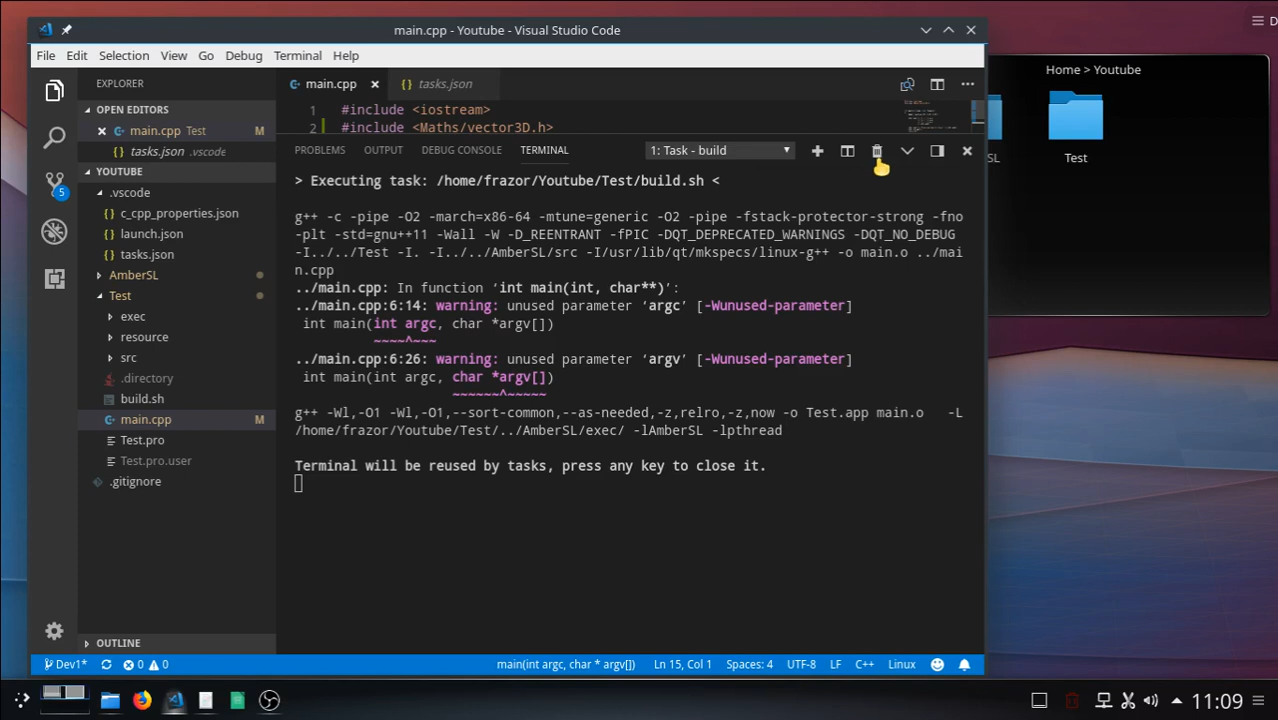 main.cpp - Youtube - Visual Studio Code
File Edit Selection View Go Debug Terminal Help
EXPLORER
OPEN EDITORS
main.cpp Test M
tasks.json .vscode
YOUTUBE
.vscode
c_cpp_properties.json
launch.json
tasks.json
AmberSL
Test
exec
resource
src
.directory
build.sh
main.cpp M
Test.pro
Test.pro.user
.gitignore
OUTLINE
5
main.cpp
{} tasks.json
1 #include <iostream>
2 #include <Maths/vector3D.h>
PROBLEMS OUTPUT DEBUG CONSOLE TERMINAL 1: Task - build
> Executing task: /home/frazor/Youtube/Test/build.sh <
g++ -c -pipe -O2 -march=x86-64 -mtune=generic -O2 -pipe -fstack-protector-strong -fno
-plt -std=gnu++11 -Wall -W -D_REENTRANT -fPIC -DQT_DEPRECATED_WARNINGS -DQT_NO_DEBUG
-I../../Test -I. -I../../AmberSL/src -I/usr/lib/qt/mkspecs/linux-g++ -o main.o ../mai
n.cpp
../main.cpp: In function ‘int main(int, char**)’:
../main.cpp:6:14: warning: unused parameter ‘argc’ [-Wunused-parameter]
int main(int argc, char *argv[])
~~~~^~~~
../main.cpp:6:26: warning: unused parameter ‘argv’ [-Wunused-parameter]
int main(int argc, char *argv[])
~~~~~~^~~~~
g++ -Wl,-O1 -Wl,-O1,--sort-common,--as-needed,-z,relro,-z,now -o Test.app main.o -L
/home/frazor/Youtube/Test/../AmberSL/exec/ -lAmberSL -lpthread
Terminal will be reused by tasks, press any key to close it.
Dev1* 0 0 main(int argc, char * argv[]) Ln 15, Col 1 Spaces: 4 UTF-8 LF C++ Linux
D
Home > Youtube
SL
Test
11:09